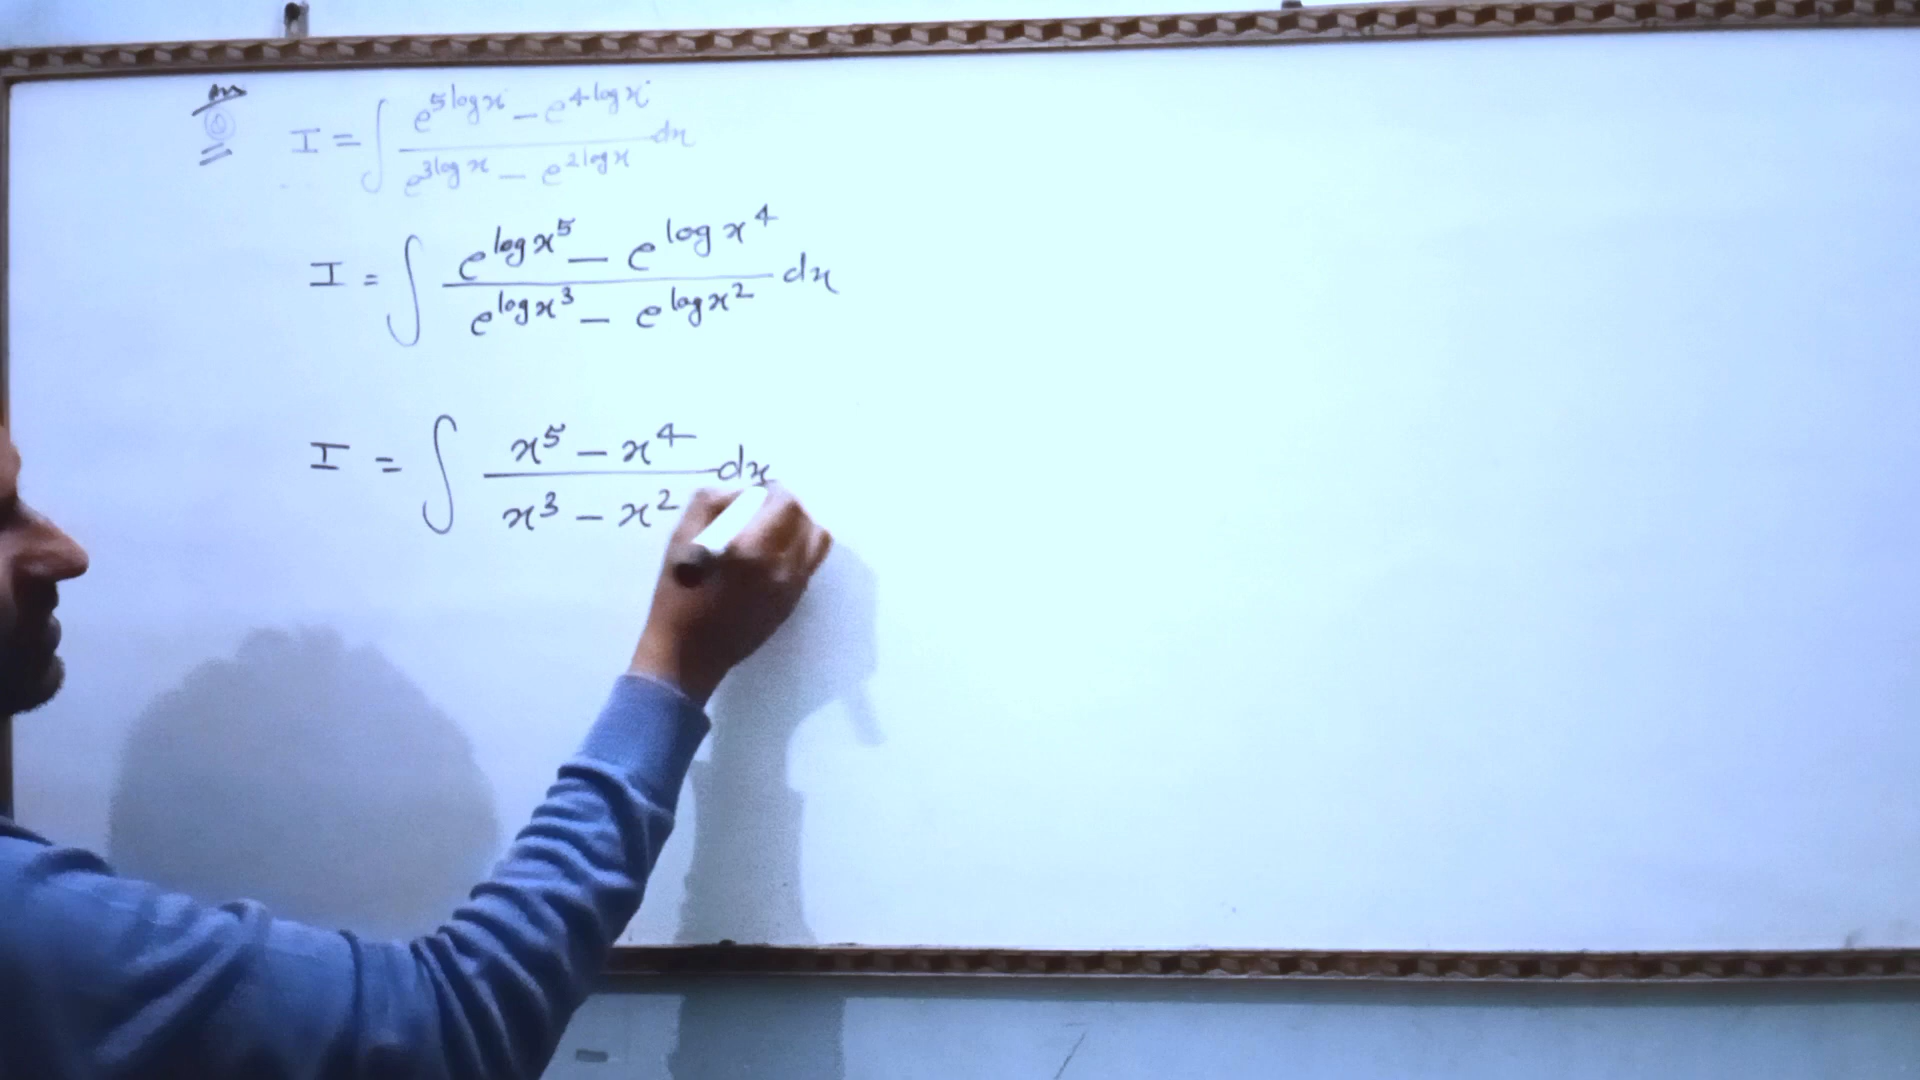 Q I = ∫ (e^{5 log x} - e^{4 log x}) / (e^{3 log x} - e^{2 log x}) dx
I = ∫ (e^{log x^5} - e^{log x^4}) / (e^{log x^3} - e^{log x^2}) dx
I = ∫ (x^5 - x^4) / (x^3 - x^2) dx